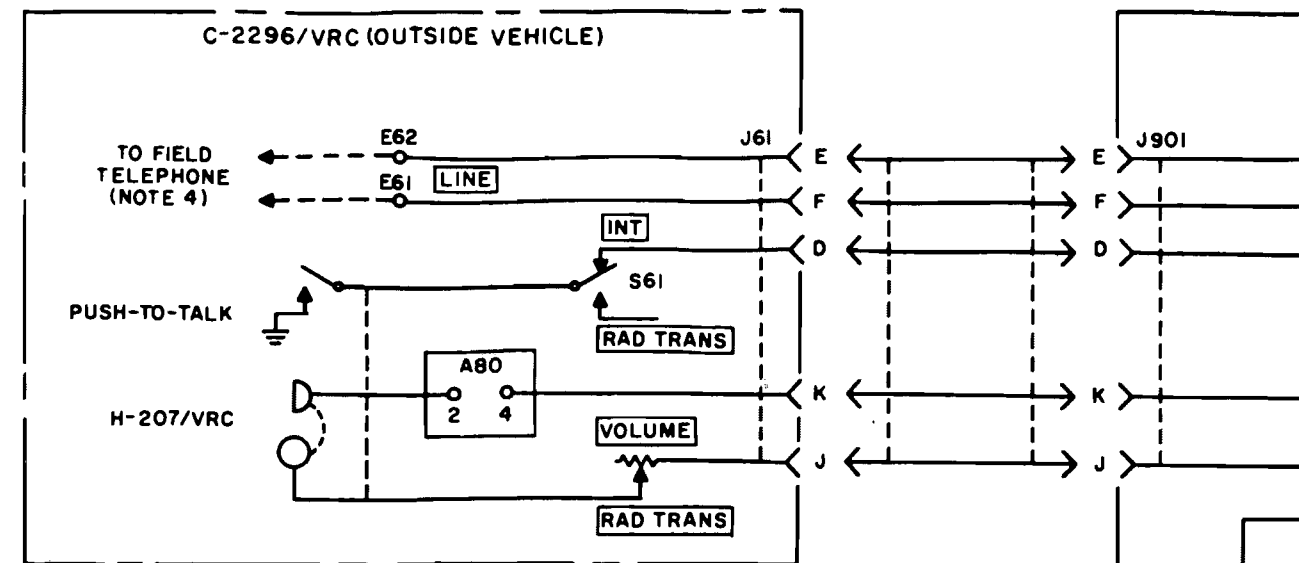 C-2296/VRC (OUTSIDE VEHICLE)
E62
J61
E
E
J901
TO FIELD
TELEPHONE
(NOTE 4)
E61
LINE
F
F
INT
D
D
S61
PUSH-TO-TALK
RAD TRANS
A80
2
4
K
K
H-207/VRC
VOLUME
J
J
RAD TRANS